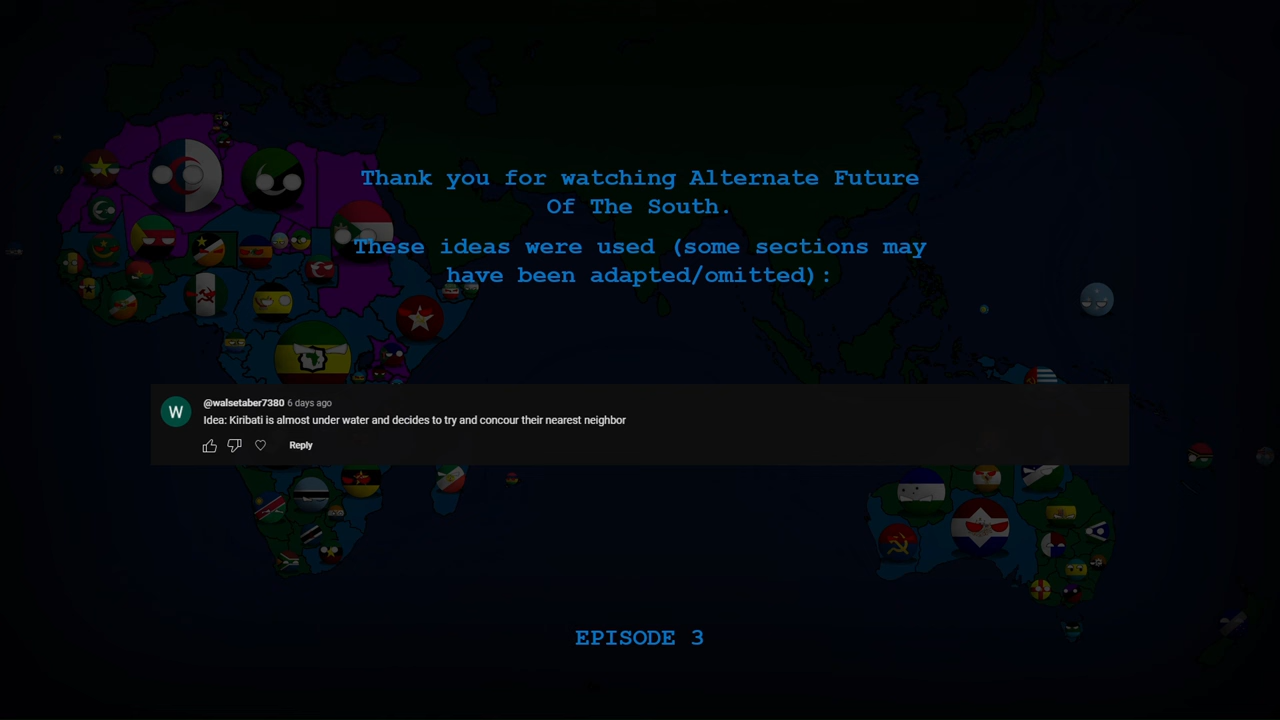 Thank you for watching Alternate Future
Of The South.
These ideas were used (some sections may
have been adapted/omitted):
W
@walsetaber7380 6 days ago
Idea: Kiribati is almost under water and decides to try and concour their nearest neighbor
Reply
EPISODE 3